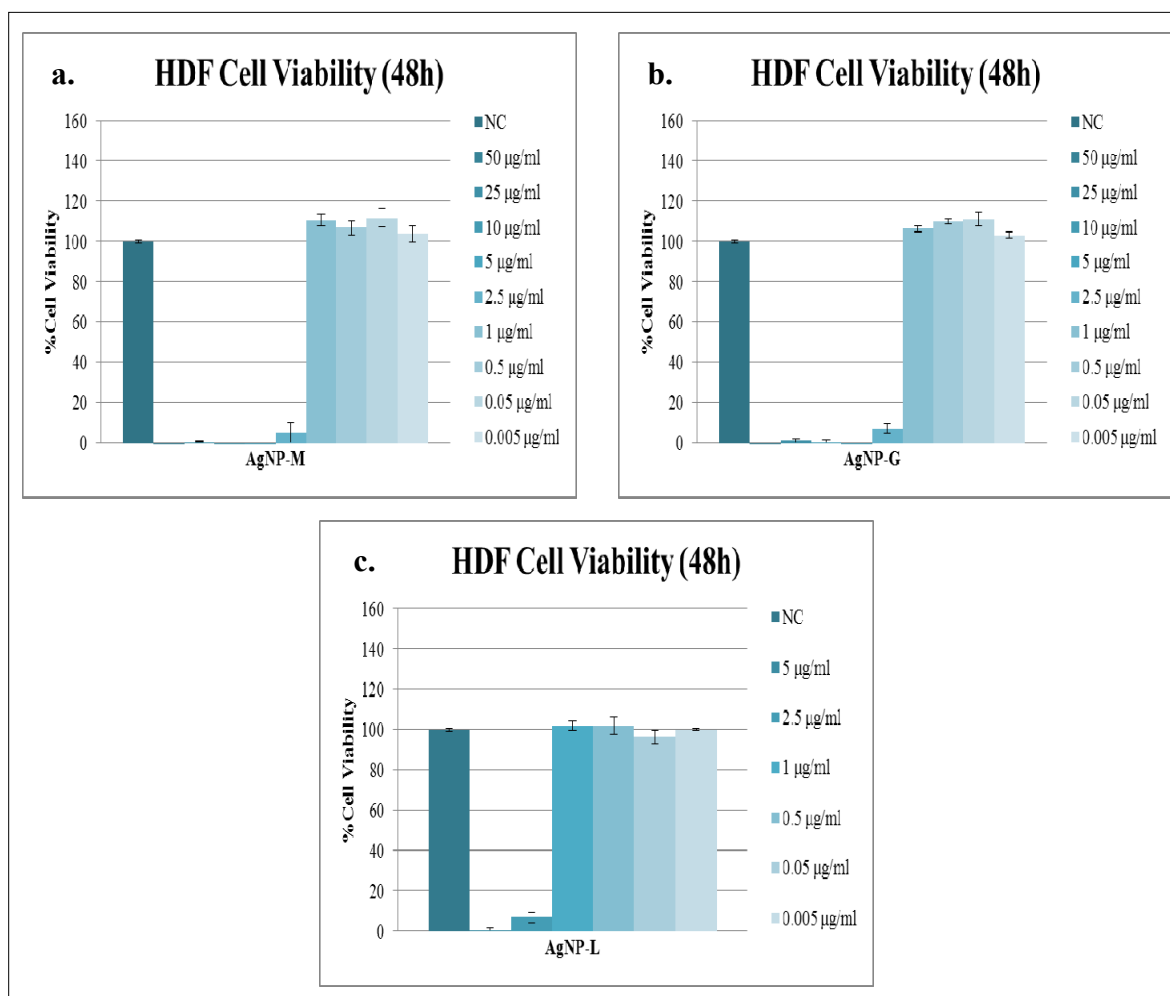 a.
HDF Cell Viability (48h)
%Cell Viability
160
140
120
100
80
60
40
20
0
AgNP-M
NC
50 µg/ml
25 µg/ml
10 µg/ml
5 µg/ml
2.5 µg/ml
1 µg/ml
0.5 µg/ml
0.05 µg/ml
0.005 µg/ml
b.
HDF Cell Viability (48h)
%Cell Viability
160
140
120
100
80
60
40
20
0
AgNP-G
NC
50 µg/ml
25 µg/ml
10 µg/ml
5 µg/ml
2.5 µg/ml
1 µg/ml
0.5 µg/ml
0.05 µg/ml
0.005 µg/ml
c.
HDF Cell Viability (48h)
%Cell Viability
160
140
120
100
80
60
40
20
0
AgNP-L
NC
5 µg/ml
2.5 µg/ml
1 µg/ml
0.5 µg/ml
0.05 µg/ml
0.005 µg/ml